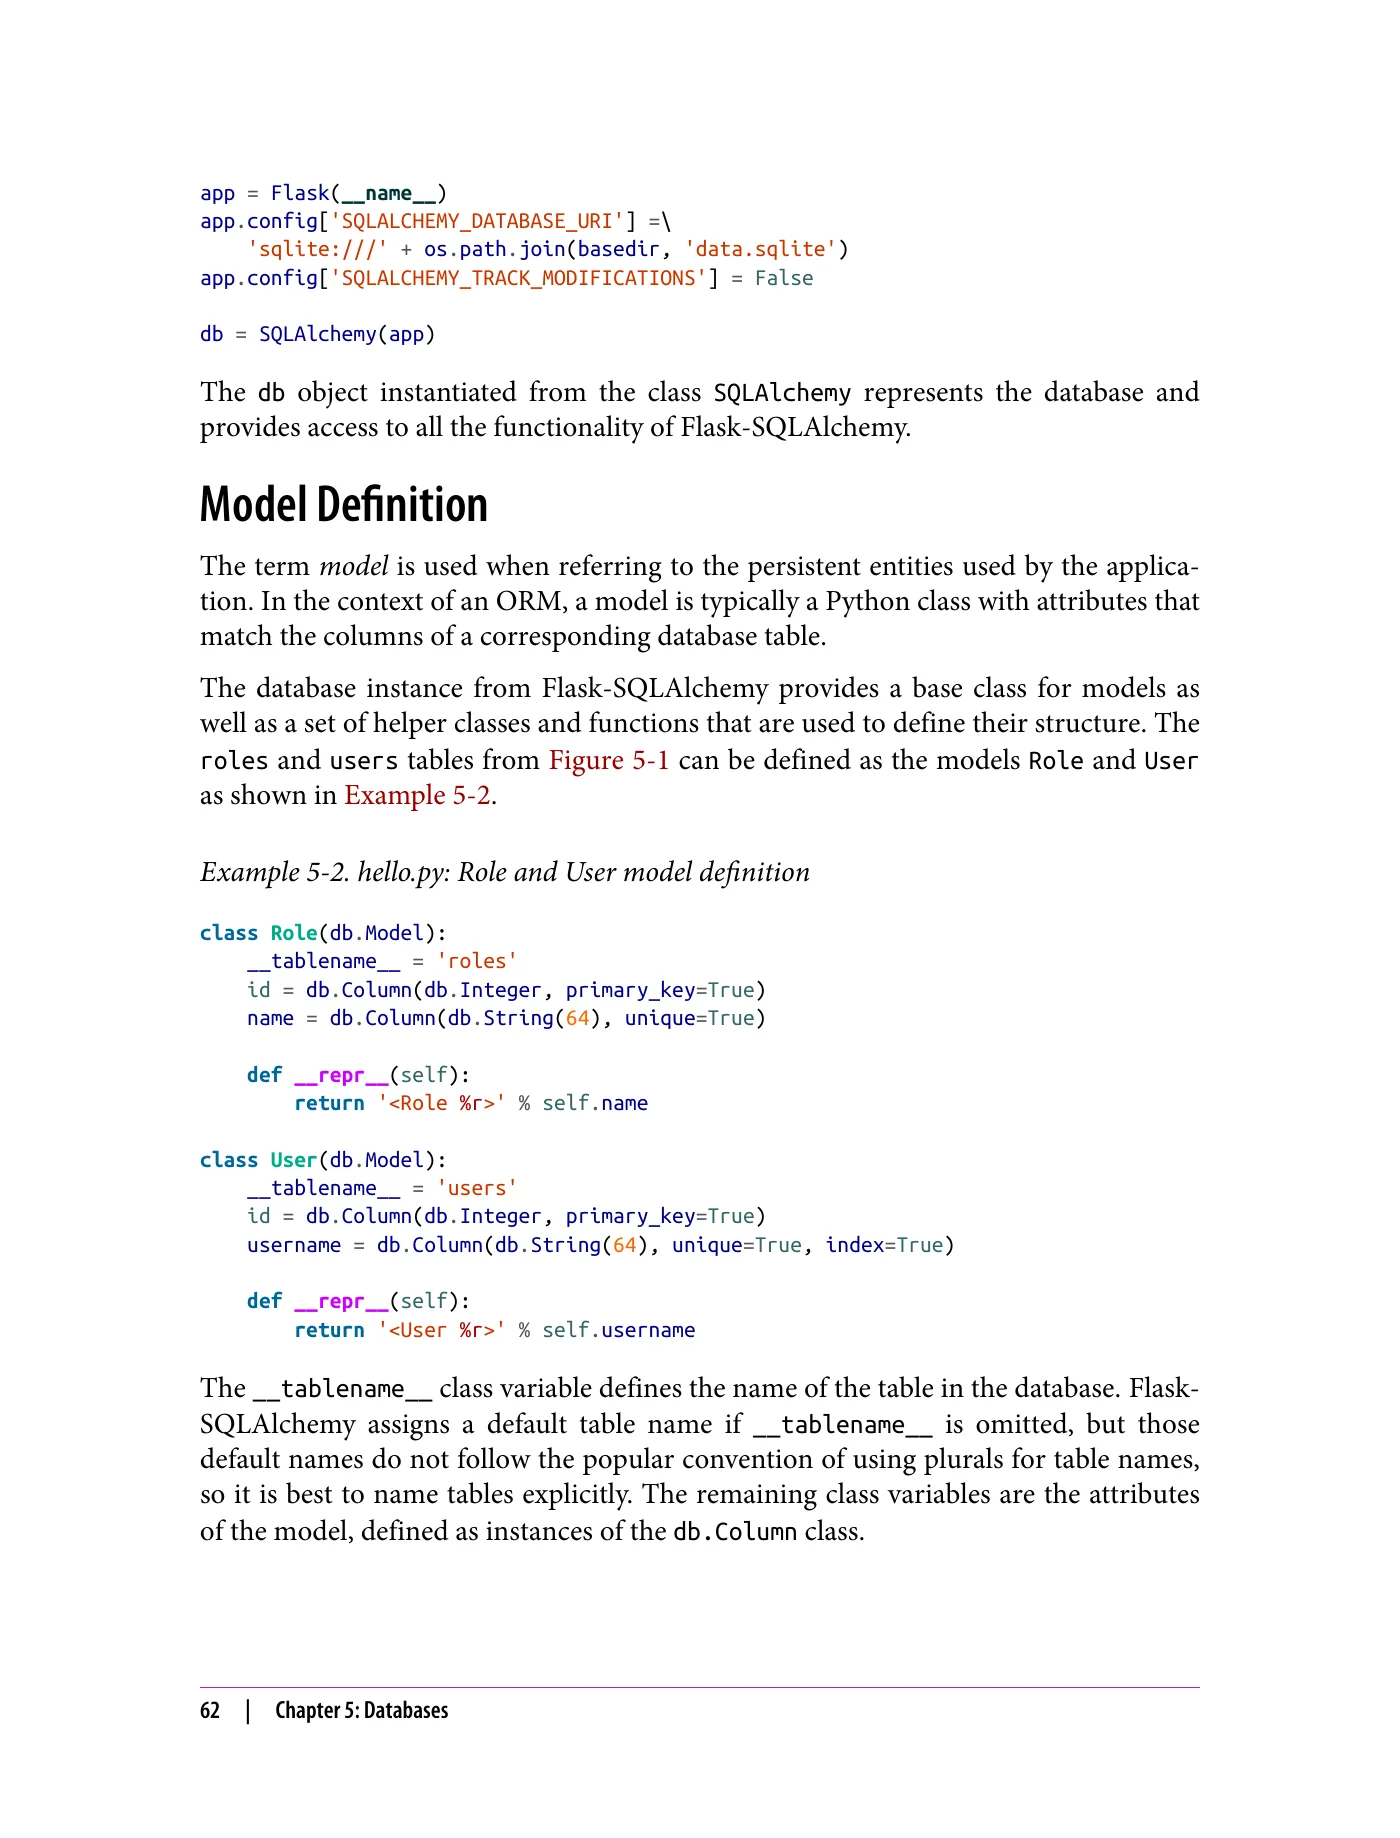 app = Flask(__name__)
app.config['SQLALCHEMY_DATABASE_URI'] =\
    'sqlite:///' + os.path.join(basedir, 'data.sqlite')
app.config['SQLALCHEMY_TRACK_MODIFICATIONS'] = False
db = SQLAlchemy(app)
The db object instantiated from the class SQLAlchemy represents the database and
provides access to all the functionality of Flask-SQLAlchemy.
Model Definition
The term model is used when referring to the persistent entities used by the applica-
tion. In the context of an ORM, a model is typically a Python class with attributes that
match the columns of a corresponding database table.
The database instance from Flask-SQLAlchemy provides a base class for models as
well as a set of helper classes and functions that are used to define their structure. The
roles and users tables from Figure 5-1 can be defined as the models Role and User
as shown in Example 5-2.
Example 5-2. hello.py: Role and User model definition
class Role(db.Model):
    __tablename__ = 'roles'
    id = db.Column(db.Integer, primary_key=True)
    name = db.Column(db.String(64), unique=True)
    def __repr__(self):
        return '<Role %r>' % self.name
class User(db.Model):
    __tablename__ = 'users'
    id = db.Column(db.Integer, primary_key=True)
    username = db.Column(db.String(64), unique=True, index=True)
    def __repr__(self):
        return '<User %r>' % self.username
The __tablename__ class variable defines the name of the table in the database. Flask-
SQLAlchemy assigns a default table name if __tablename__ is omitted, but those
default names do not follow the popular convention of using plurals for table names,
so it is best to name tables explicitly. The remaining class variables are the attributes
of the model, defined as instances of the db.Column class.
62 | Chapter 5: Databases